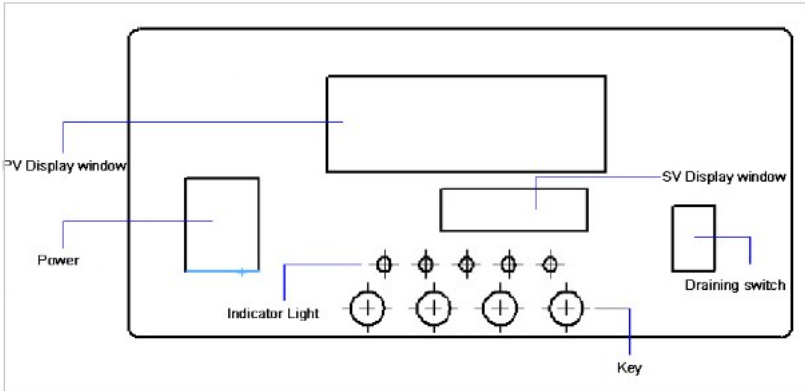 PV Display window
SV Display window
Power
Draining switch
Indicator Light
Key